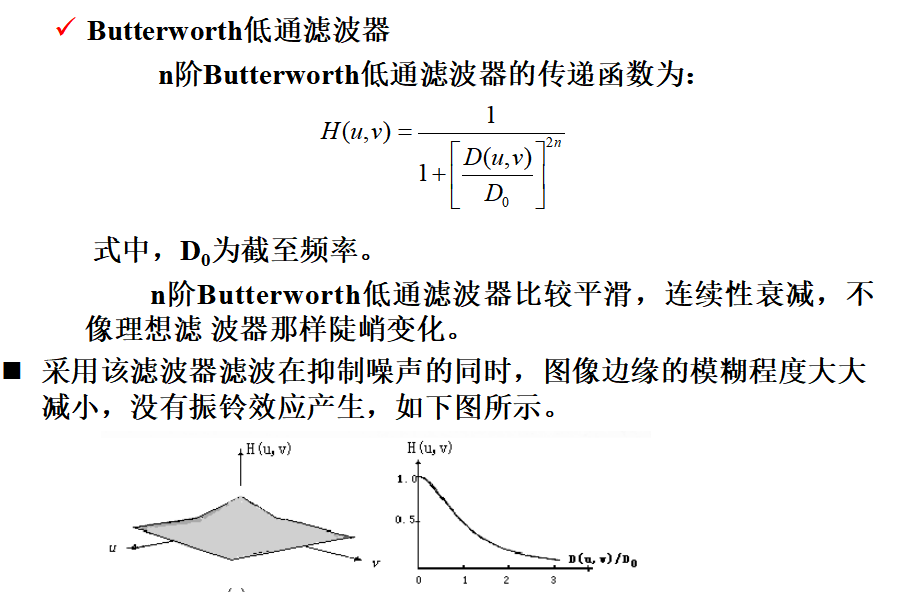 ✓ Butterworth低通滤波器
n阶Butterworth低通滤波器的传递函数为：
H(u,v) = 1 / (1+[D(u,v)/D₀]²ⁿ)
式中，D₀为截至频率。
n阶Butterworth低通滤波器比较平滑，连续性衰减，不
像理想滤 波器那样陡峭变化。
■ 采用该滤波器滤波在抑制噪声的同时，图像边缘的模糊程度大大
减小，没有振铃效应产生，如下图所示。
H(u,v)
u
v
H(u,v)
1.0
0.5
D(u,v)/D₀
0 1 2 3